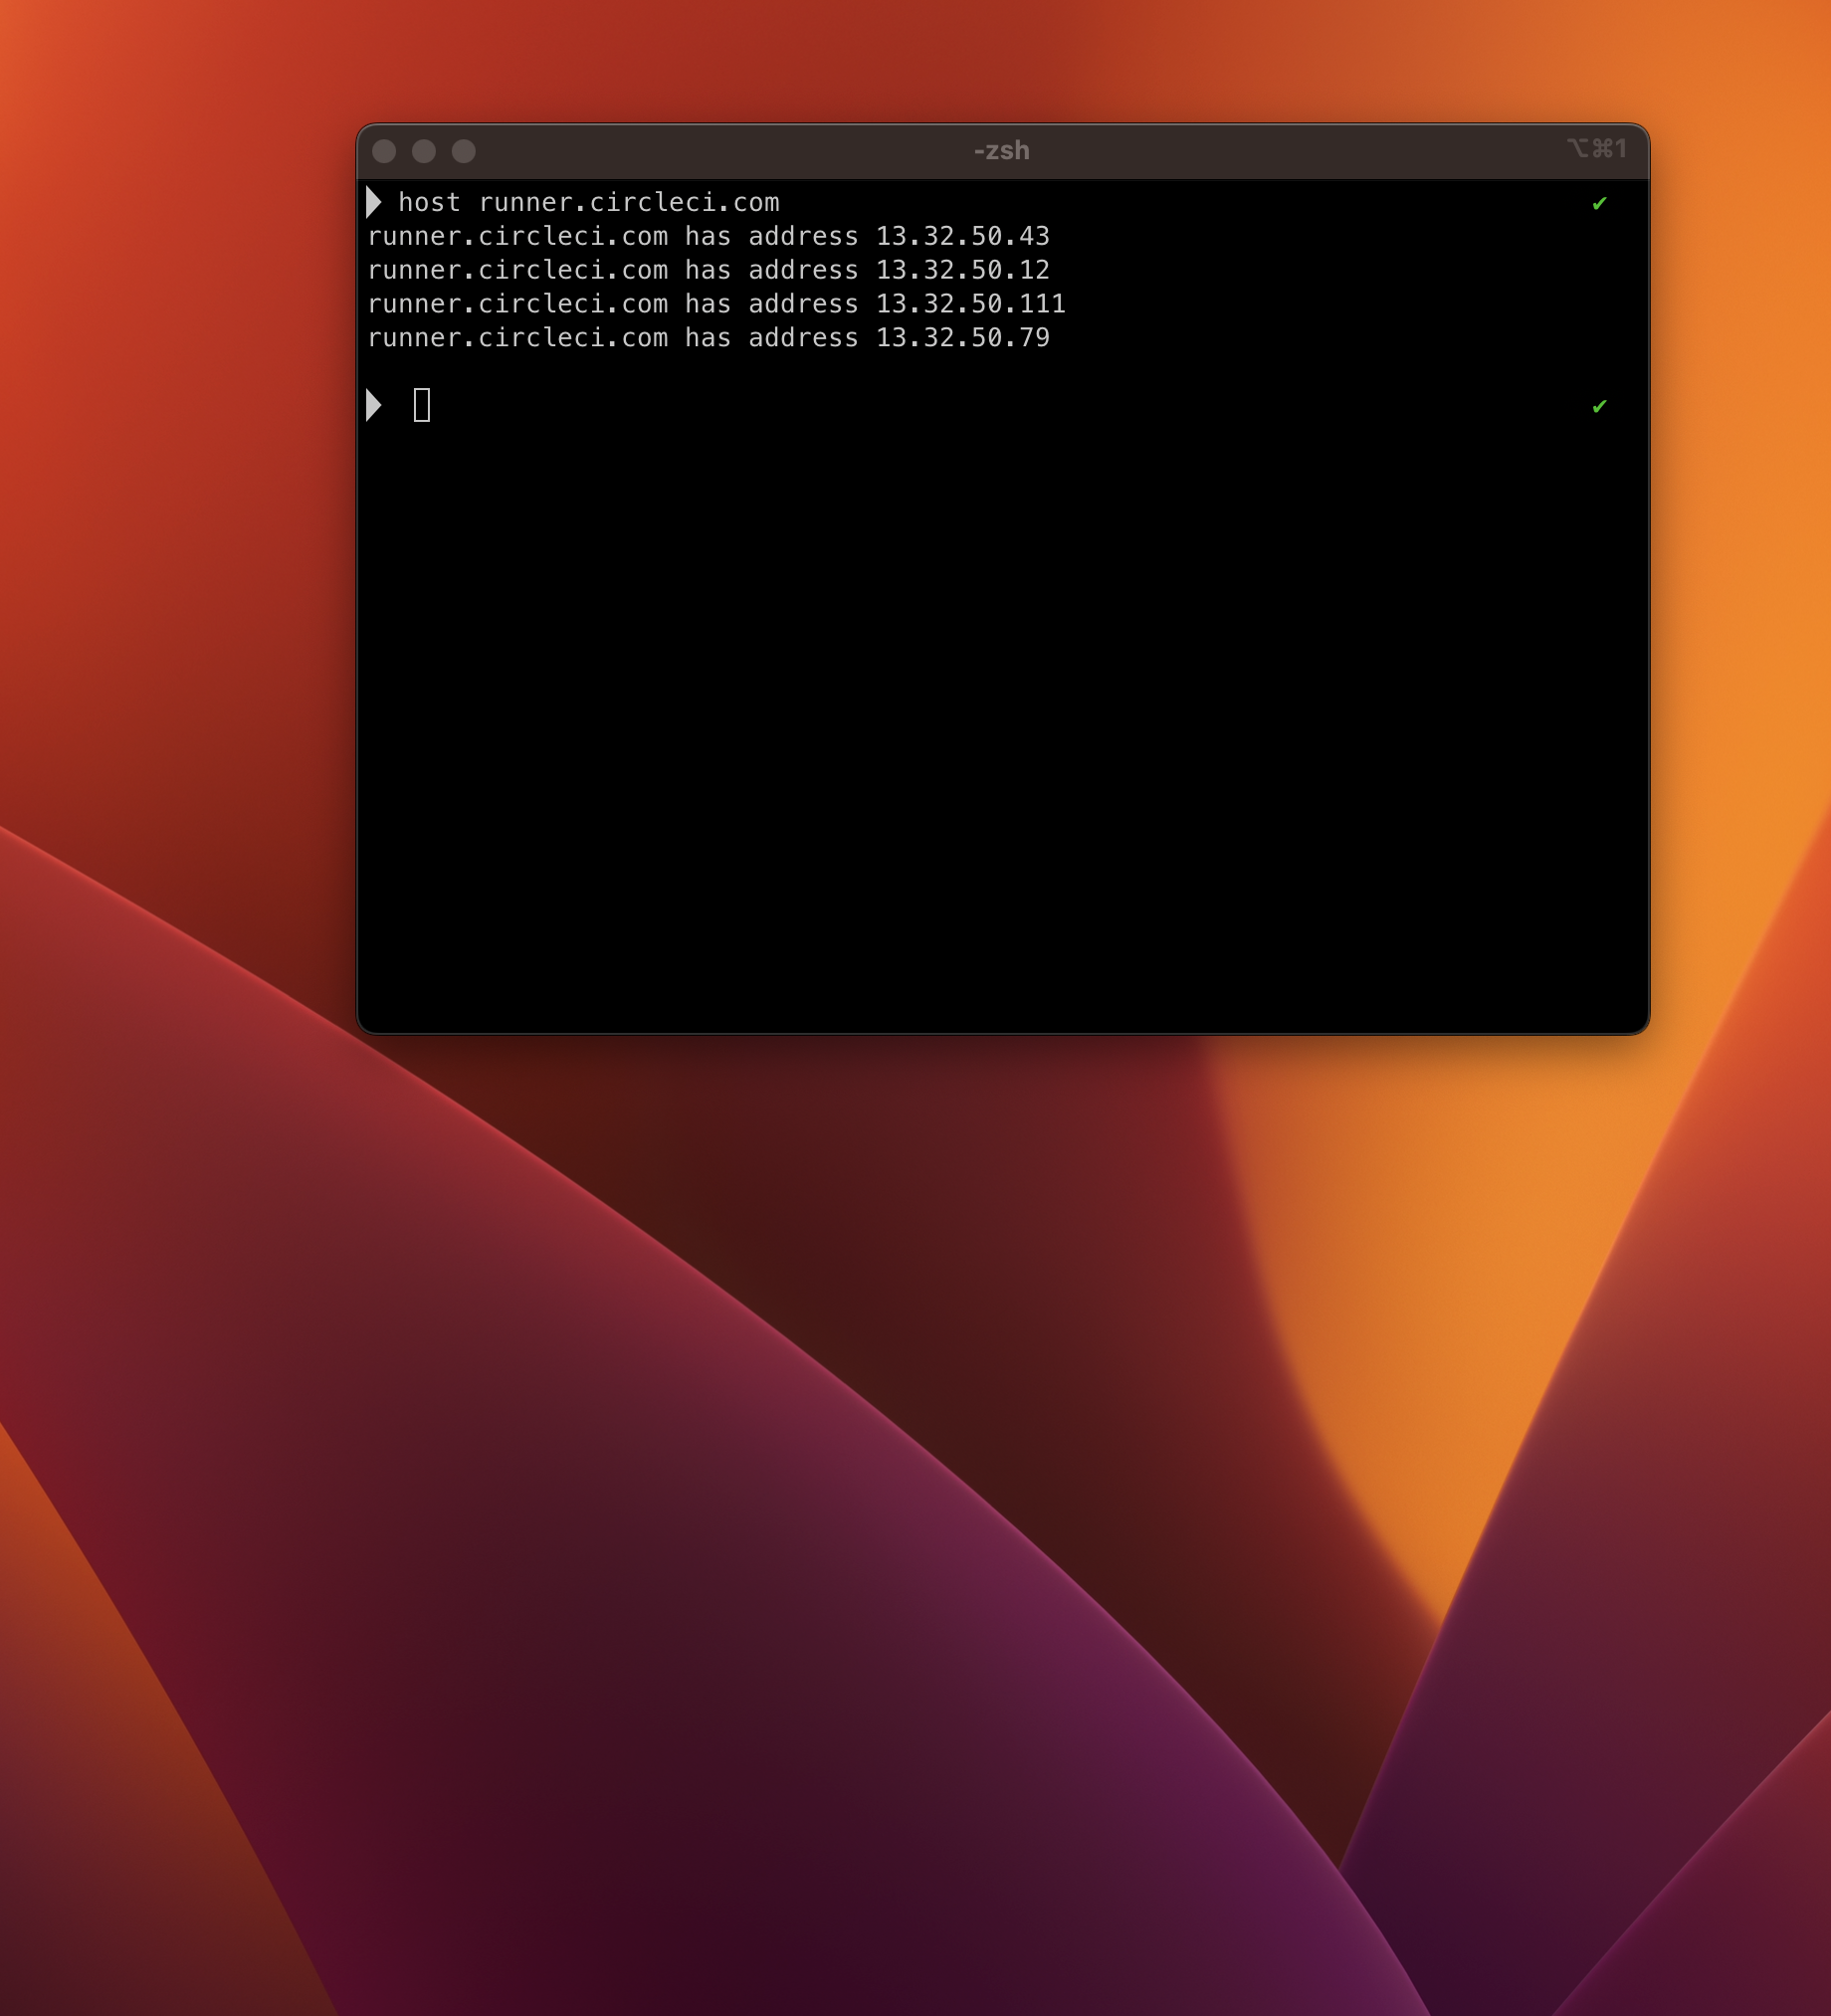 -zsh
⌥⌘1
host runner.circleci.com ✔
runner.circleci.com has address 13.32.50.43
runner.circleci.com has address 13.32.50.12
runner.circleci.com has address 13.32.50.111
runner.circleci.com has address 13.32.50.79
✔